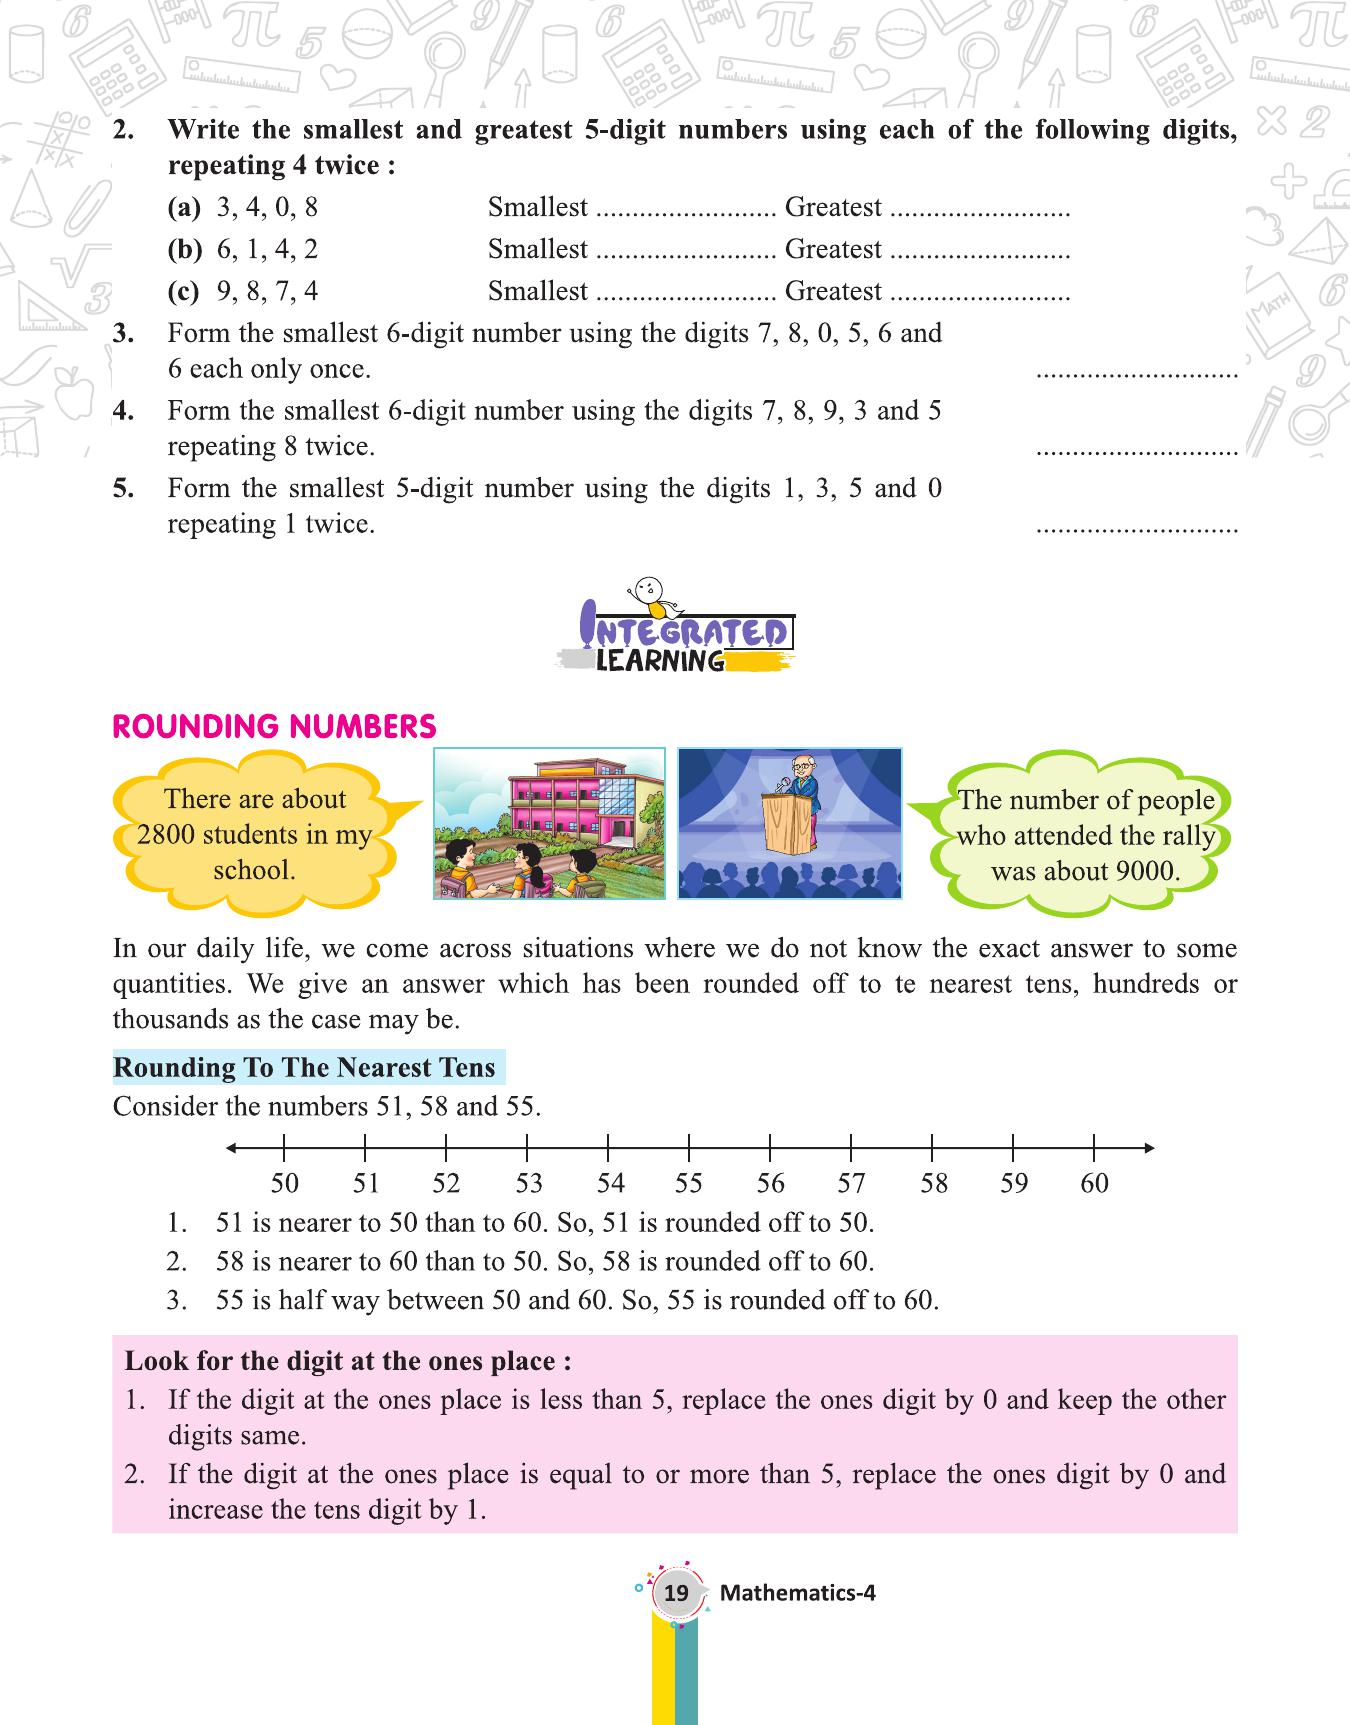 2. Write the smallest and greatest 5-digit numbers using each of the following digits,
repeating 4 twice :
(a) 3, 4, 0, 8 Smallest ......................... Greatest .........................
(b) 6, 1, 4, 2 Smallest ......................... Greatest .........................
(c) 9, 8, 7, 4 Smallest ......................... Greatest .........................
3. Form the smallest 6-digit number using the digits 7, 8, 0, 5, 6 and
6 each only once. ............................
4. Form the smallest 6-digit number using the digits 7, 8, 9, 3 and 5
repeating 8 twice. ............................
5. Form the smallest 5-digit number using the digits 1, 3, 5 and 0
repeating 1 twice. ............................
INTEGRATED
LEARNING
ROUNDING NUMBERS
There are about
2800 students in my
school.
The number of people
who attended the rally
was about 9000.
In our daily life, we come across situations where we do not know the exact answer to some
quantities. We give an answer which has been rounded off to te nearest tens, hundreds or
thousands as the case may be.
Rounding To The Nearest Tens
Consider the numbers 51, 58 and 55.
50 51 52 53 54 55 56 57 58 59 60
1. 51 is nearer to 50 than to 60. So, 51 is rounded off to 50.
2. 58 is nearer to 60 than to 50. So, 58 is rounded off to 60.
3. 55 is half way between 50 and 60. So, 55 is rounded off to 60.
Look for the digit at the ones place :
1. If the digit at the ones place is less than 5, replace the ones digit by 0 and keep the other
digits same.
2. If the digit at the ones place is equal to or more than 5, replace the ones digit by 0 and
increase the tens digit by 1.
19 Mathematics-4
MATH